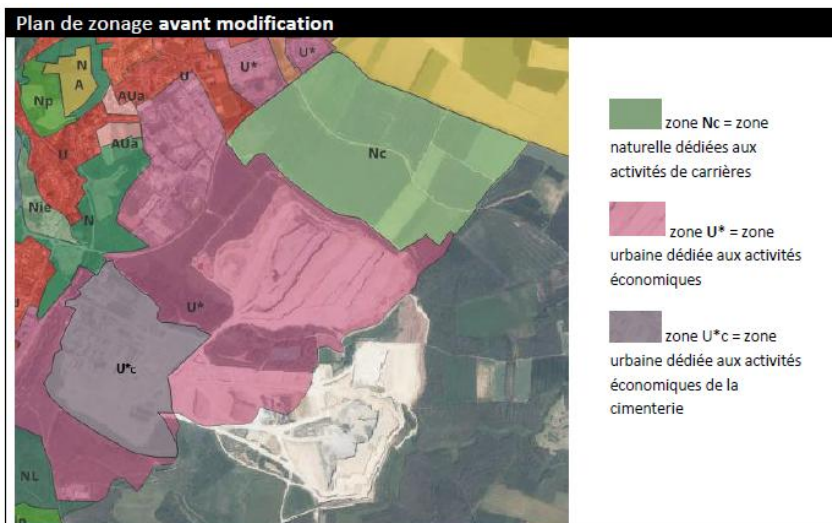 Plan de zonage avant modification
N
A
Np
AUa
U
U*
U*
U
AUa
Nc
Nie
N
U*
U
U*c
NL
zone Nc = zone
naturelle dédiées aux
activités de carrières
zone U* = zone
urbaine dédiée aux activités
économiques
zone U*c = zone
urbaine dédiée aux activités
économiques de la
cimenterie